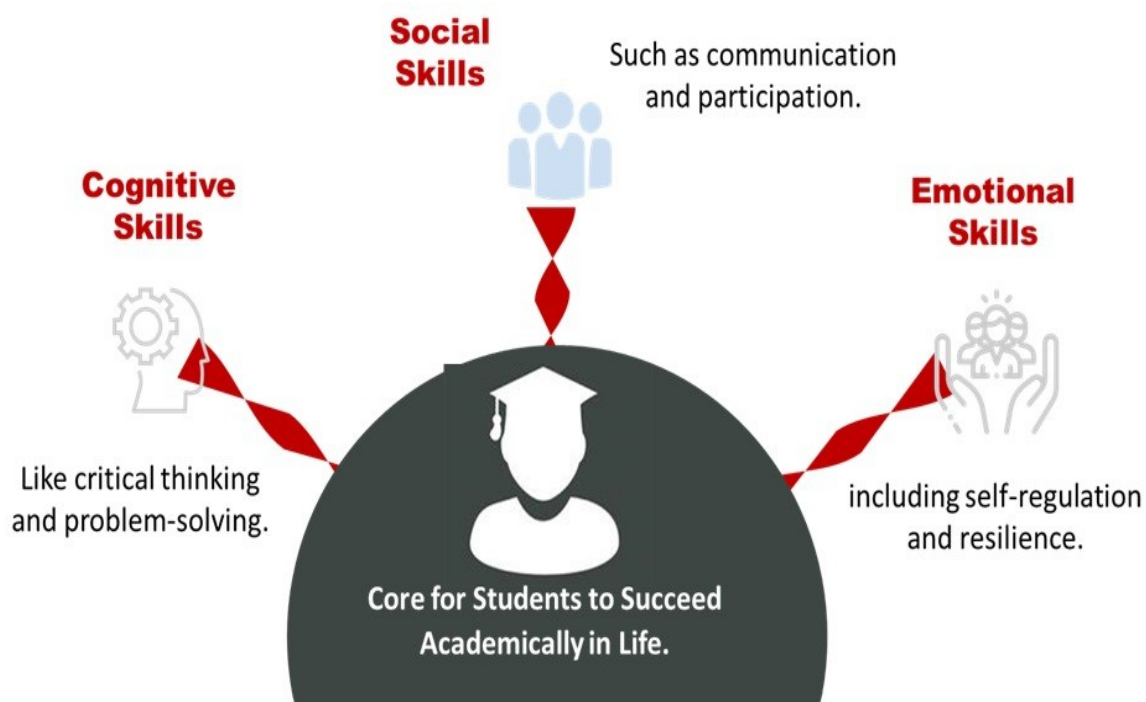 Social
Skills
Such as communication
and participation.
Cognitive
Skills
Emotional
Skills
Like critical thinking
and problem-solving.
including self-regulation
and resilience.
Core for Students to Succeed
Academically in Life.